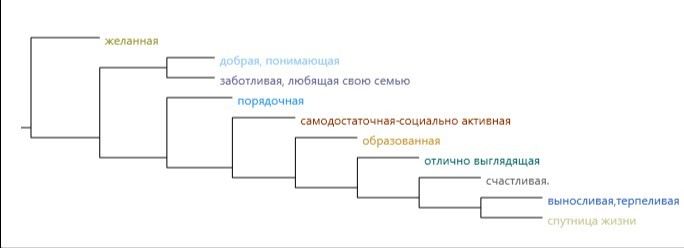 желанная
добрая, понимающая
заботливая, любящая свою семью
порядочная
самодостаточная-социально активная
образованная
отлично выглядящая
счастливая.
выносливая,терпеливая
спутница жизни